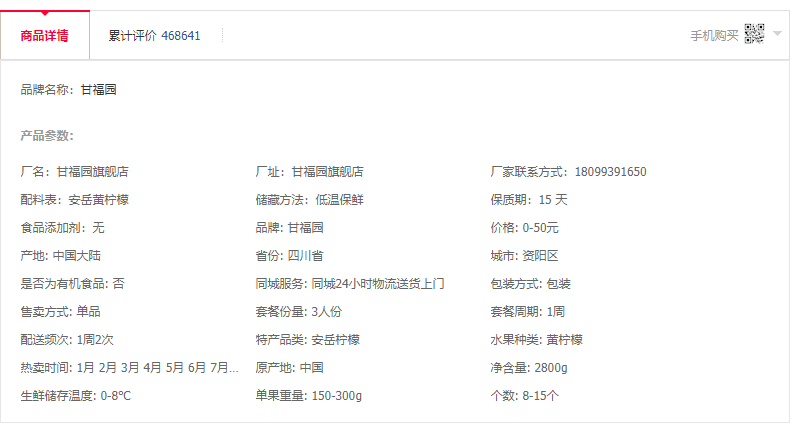 商品详情 累计评价 468641 手机购买
品牌名称：甘福园
产品参数：
厂名：甘福园旗舰店 厂址：甘福园旗舰店 厂家联系方式：18099391650
配料表：安岳黄柠檬 储藏方法：低温保鲜 保质期：15 天
食品添加剂：无 品牌: 甘福园 价格: 0-50元
产地: 中国大陆 省份: 四川省 城市: 资阳区
是否为有机食品: 否 同城服务: 同城24小时物流送货上门 包装方式: 包装
售卖方式: 单品 套餐份量: 3人份 套餐周期: 1周
配送频次: 1周2次 特产品类: 安岳柠檬 水果种类: 黄柠檬
热卖时间: 1月 2月 3月 4月 5月 6月 7月... 原产地: 中国 净含量: 2800g
生鲜储存温度: 0-8℃ 单果重量: 150-300g 个数: 8-15个